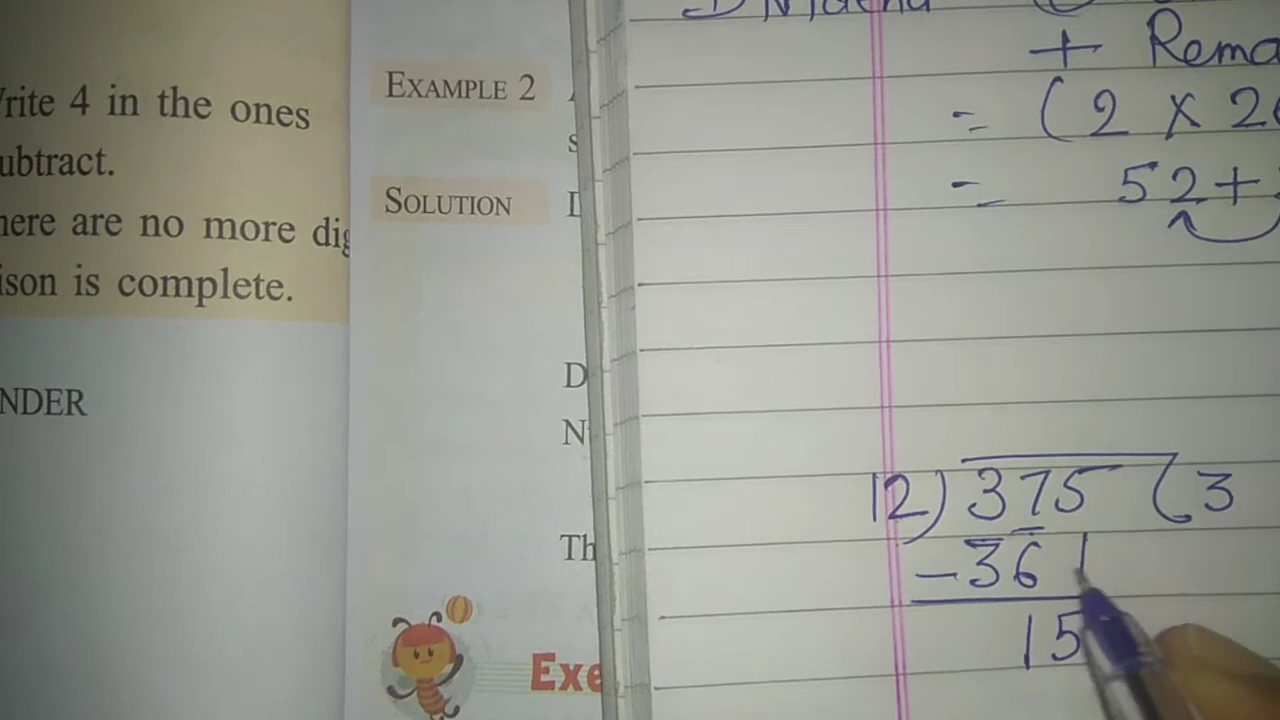 rite 4 in the ones
ubtract.
here are no more dig
ison is complete.
NDER
EXAMPLE 2
SOLUTION
D
N
Th
Exe
+ Rema
= ( 2 × 2
= 52+
12) 375 ( 3
- 36
15